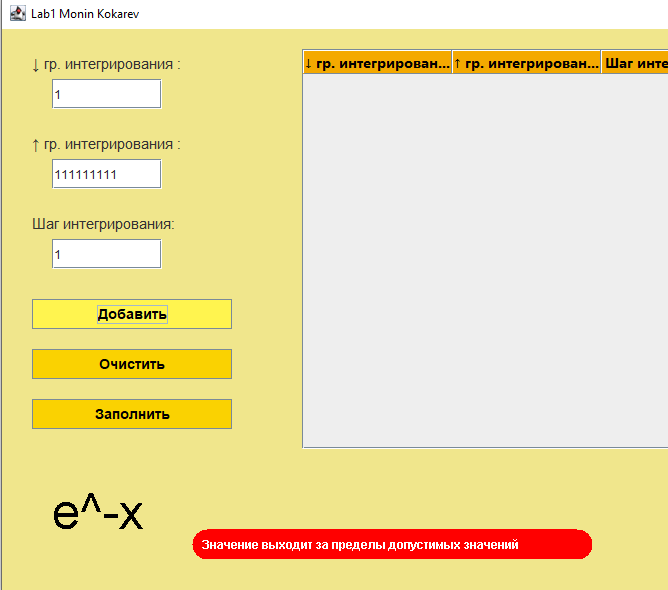 Lab1 Monin Kokarev
↓ гр. интегрирования :
1
↑ гр. интегрирования :
111111111
Шаг интегрирования:
1
Добавить
Очистить
Заполнить
↓ гр. интегрирован... ↑ гр. интегрирован... Шаг инте
e^-x
Значение выходит за пределы допустимых значений